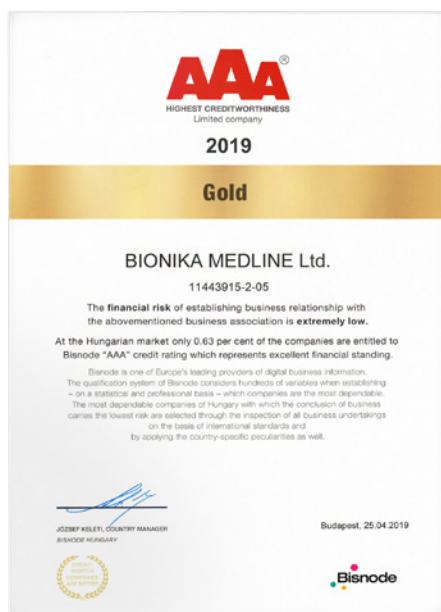 AAA®
HIGHEST CREDITWORTHINESS
Limited company
2019
Gold
BIONIKA MEDLINE Ltd.
11443915-2-05
The financial risk of establishing business relationship with
the abovementioned business association is extremely low.
At the Hungarian market only 0.63 per cent of the companies are entitled to
Bisnode “AAA” credit rating which represents excellent financial standing.
Bisnode is one of Europe's leading providers of digital business information.
The qualification system of Bisnode considers hundreds of variables when establishing
– on a statistical and professional basis – which companies are the most dependable.
The most dependable companies of Hungary with which the conclusion of business
carries the lowest risk are selected through the inspection of all business undertakings
on the basis of international standards and
by applying the country-specific peculiarities as well.
JÓZSEF KELETI, COUNTRY MANAGER
BISNODE HUNGARY
Budapest, 25.04.2019
CREDIT-
WORTHY
COMPANIES
ARE BETTER
Bisnode